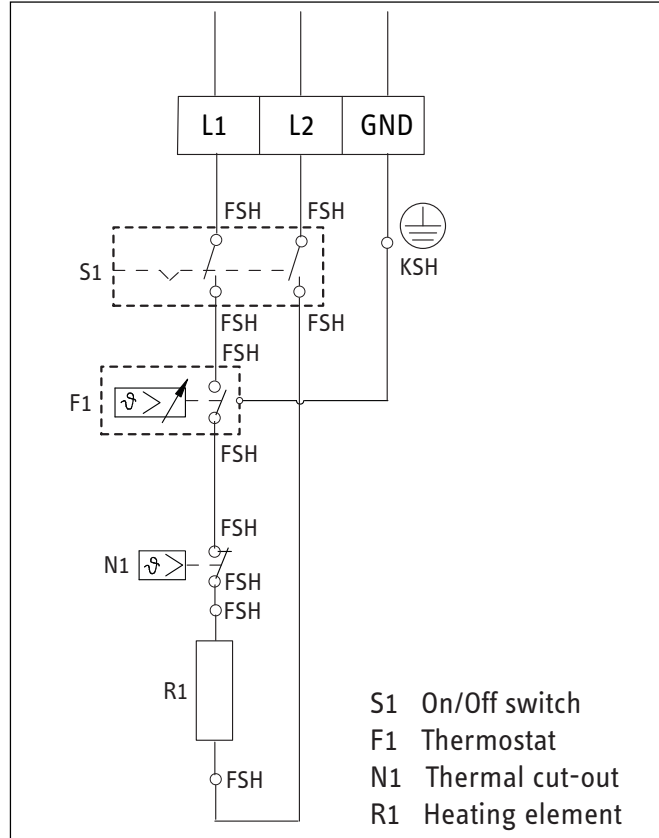 L1 L2 GND
FSH FSH
KSH
S1
FSH FSH
FSH
F1 ϑ >
FSH
FSH
N1 ϑ >
FSH
FSH
R1
FSH
S1 On/Off switch
F1 Thermostat
N1 Thermal cut-out
R1 Heating element